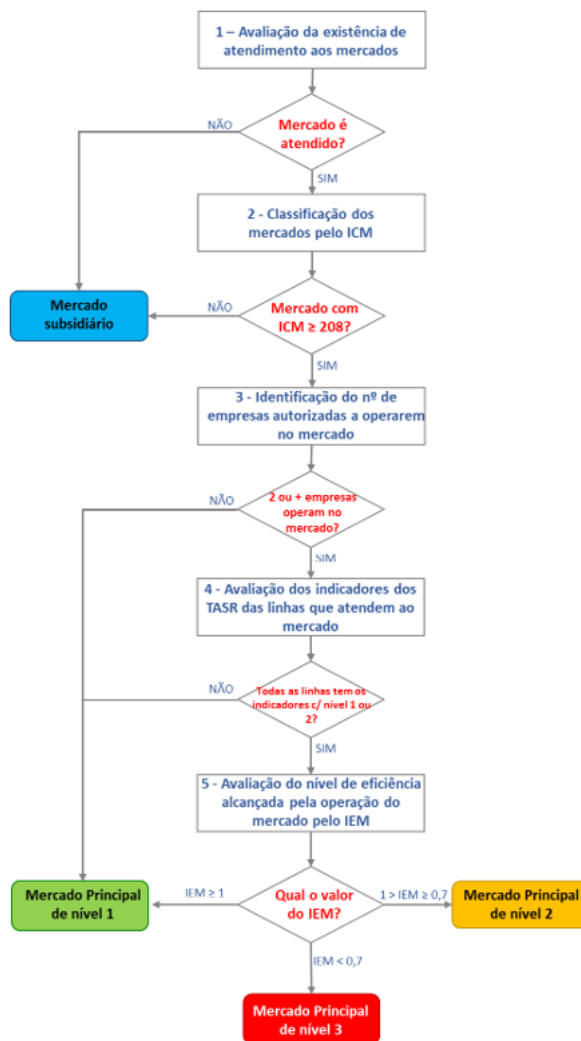 1 – Avaliação da existência de
atendimento aos mercados
NÃO
Mercado é
atendido?
SIM
2 - Classificação dos
mercados pelo ICM
Mercado
subsidiário
NÃO
Mercado com
ICM ≥ 208?
SIM
3 - Identificação do nº de
empresas autorizadas a operarem
no mercado
NÃO
2 ou + empresas
operam no
mercado?
SIM
4 - Avaliação dos indicadores dos
TASR das linhas que atendem ao
mercado
NÃO
Todas as linhas tem os
indicadores c/ nível 1 ou
2?
SIM
5 - Avaliação do nível de eficiência
alcançada pela operação do
mercado pelo IEM
Mercado Principal
de nível 1
IEM ≥ 1
Qual o valor
do IEM?
1 > IEM ≥ 0,7
Mercado Principal
de nível 2
IEM < 0,7
Mercado Principal
de nível 3